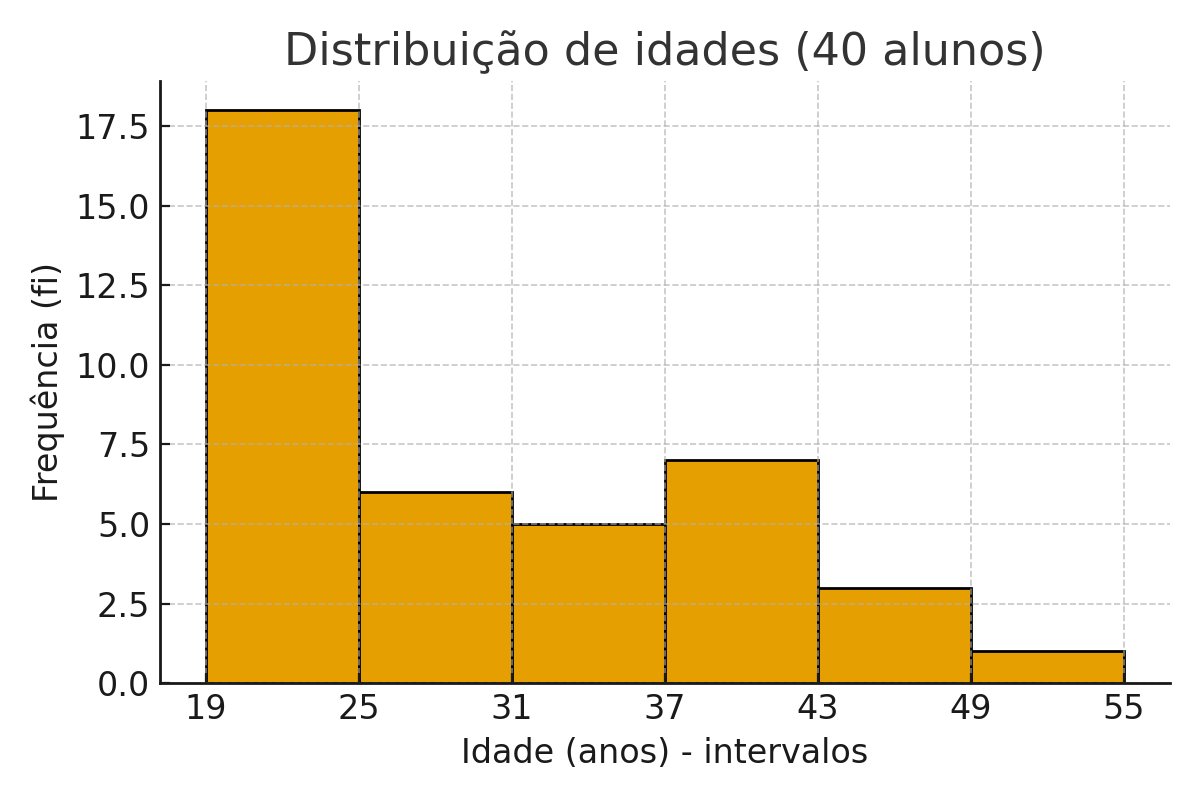 Distribuição de idades (40 alunos)
Frequência (fi)
17.5
15.0
12.5
10.0
7.5
5.0
2.5
0.0
19 25 31 37 43 49 55
Idade (anos) - intervalos